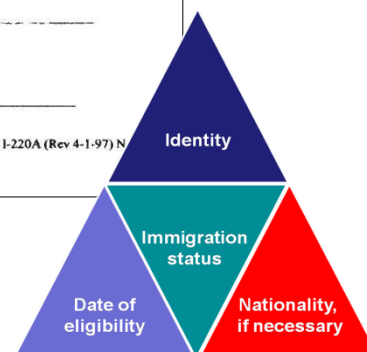 I-220A (Rev 4-1-97) N
Identity
Immigration
status
Date of
eligibility
Nationality,
if necessary